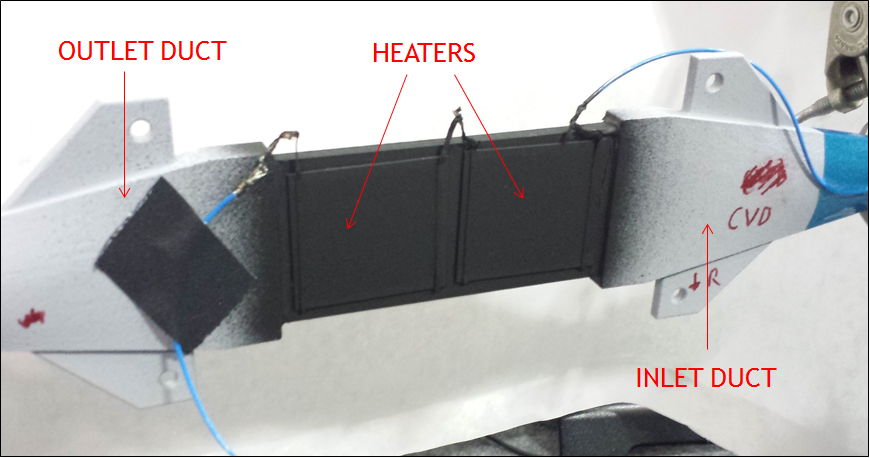 OUTLET DUCT
HEATERS
CVD
R
INLET DUCT